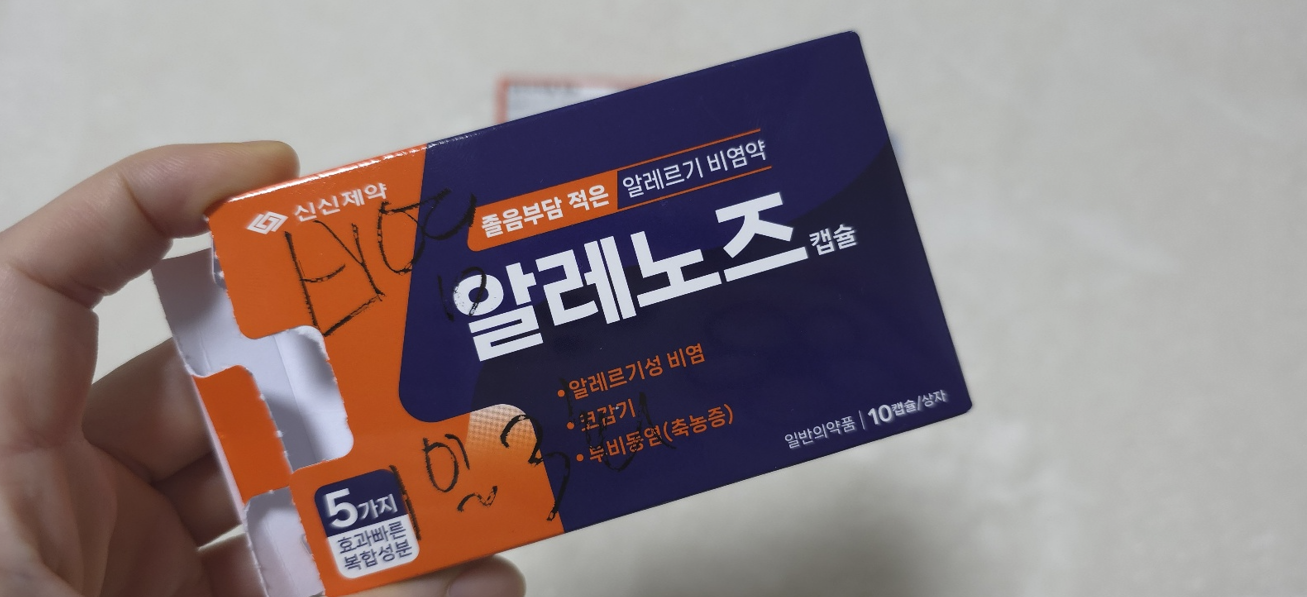 신신제약
졸음부담 적은 알레르기 비염약
알레노즈 캡슐
• 알레르기성 비염
• 코감기
• 부비동염(축농증)
일반의약품 | 10캡슐/상자
5가지
효과빠른
복합성분
1일 ~ 3